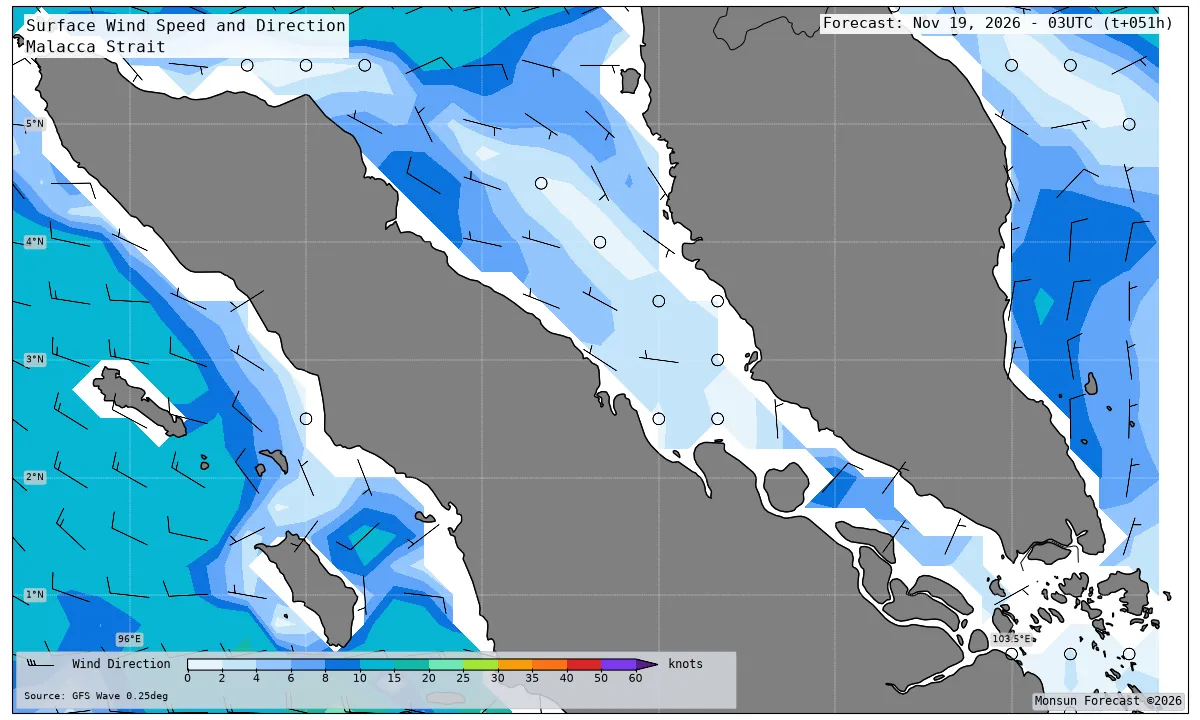 Surface Wind Speed and Direction
Malacca Strait
Forecast: Nov 19, 2026 - 03UTC (t+051h)
5°N
4°N
3°N
2°N
1°N
96°E
103.5°E
Wind Direction
knots
0 2 4 6 8 10 15 20 25 30 35 40 50 60
Source: GFS Wave 0.25deg
Monsun Forecast ©2026